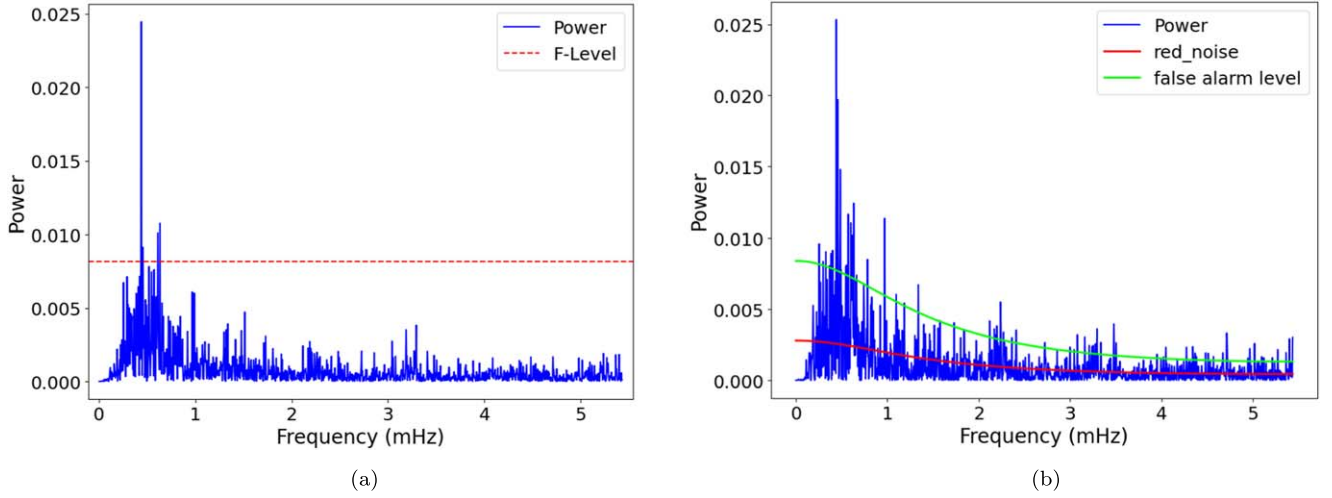 0.025
0.020
0.015
0.010
0.005
0.000
Power
0 1 2 3 4 5
Frequency (mHz)
Power
F-Level
(a)
0.025
0.020
0.015
0.010
0.005
0.000
Power
0 1 2 3 4 5
Frequency (mHz)
Power
red_noise
false alarm level
(b)